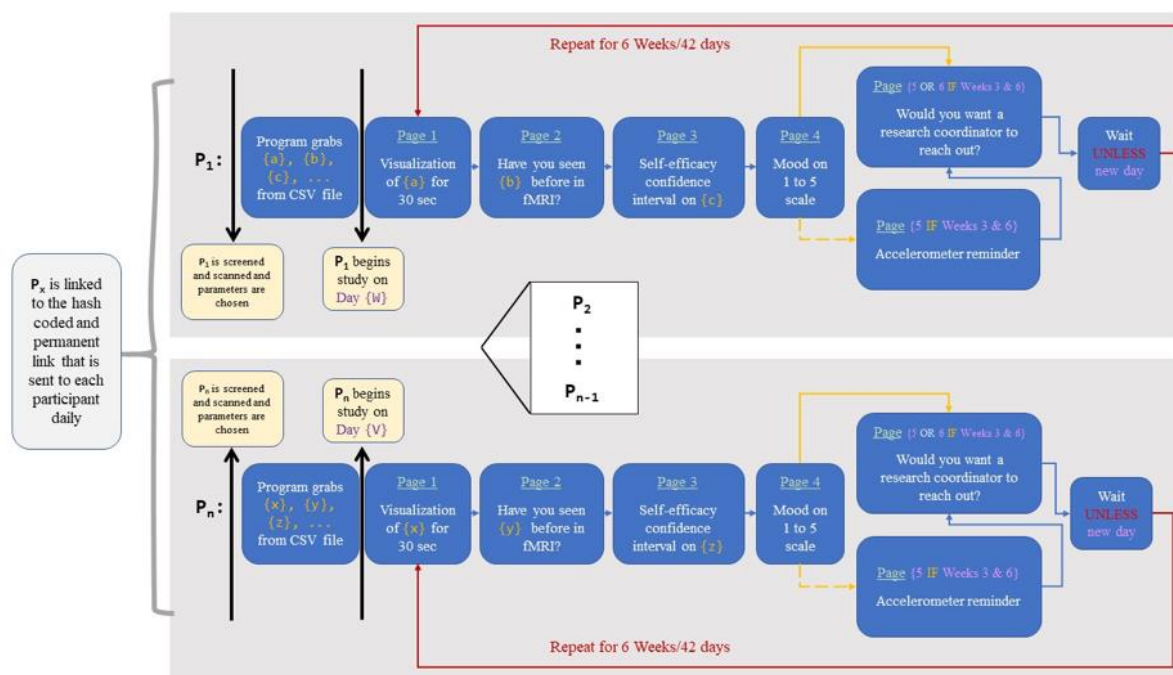 Repeat for 6 Weeks/42 days
P1:
Program grabs
{a}, {b},
{c}, ...
from CSV file
Page 1
Visualization
of {a} for
30 sec
Page 2
Have you seen
{b} before in
fMRI?
Page 3
Self-efficacy
confidence
interval on {c}
Page 4
Mood on
1 to 5
scale
Page {5 OR 6 IF Weeks 3 & 6}
Would you want a
research coordinator to
reach out?
Page {5 IF Weeks 3 & 6}
Accelerometer reminder
Wait
UNLESS
new day
P1 is screened
and scanned and
parameters are
chosen
P1 begins
study on
Day {W}
Px is linked
to the hash
coded and
permanent
link that is
sent to each
participant
daily
P2
.
.
.
Pn-1
Pn is screened
and scanned and
parameters are
chosen
Pn begins
study on
Day {V}
Pn:
Program grabs
{x}, {y},
{z}, ...
from CSV file
Page 1
Visualization
of {x} for
30 sec
Page 2
Have you seen
{y} before in
fMRI?
Page 3
Self-efficacy
confidence
interval on {z}
Page 4
Mood on
1 to 5
scale
Page {5 OR 6 IF Weeks 3 & 6}
Would you want a
research coordinator to
reach out?
Page {5 IF Weeks 3 & 6}
Accelerometer reminder
Wait
UNLESS
new day
Repeat for 6 Weeks/42 days